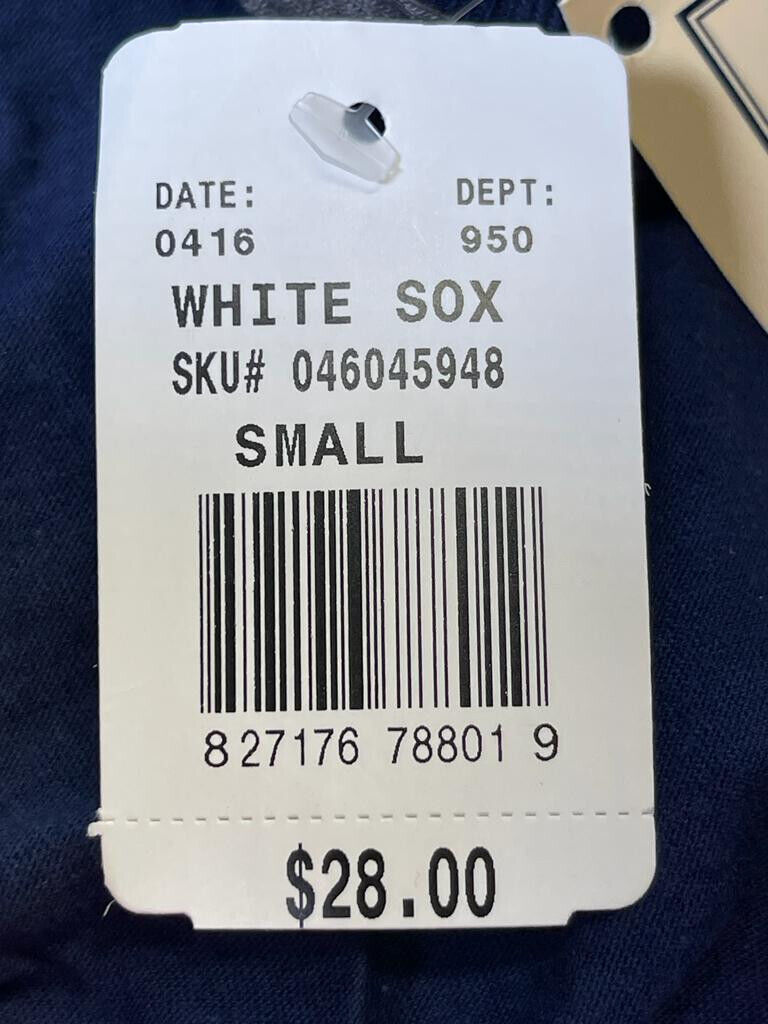 DATE: DEPT:
0416 950
WHITE SOX
SKU# 046045948
SMALL
8 27176 78801 9
$28.00